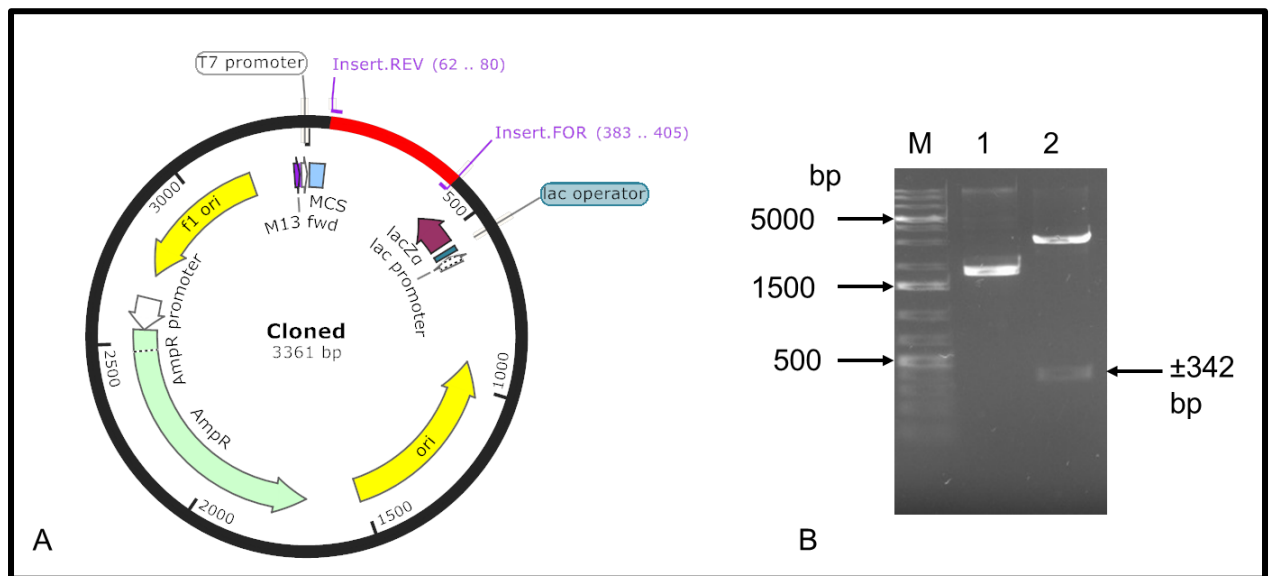 T7 promoter
Insert.REV (62 .. 80)
Insert.FOR (383 .. 405)
lac operator
3000
500
f1 ori
M13 fwd
MCS
lacZα
lac promoter
AmpR promoter
Cloned
3361 bp
2500
1000
AmpR
ori
2000
1500
A
M 1 2
bp
5000
1500
500
±342
bp
B